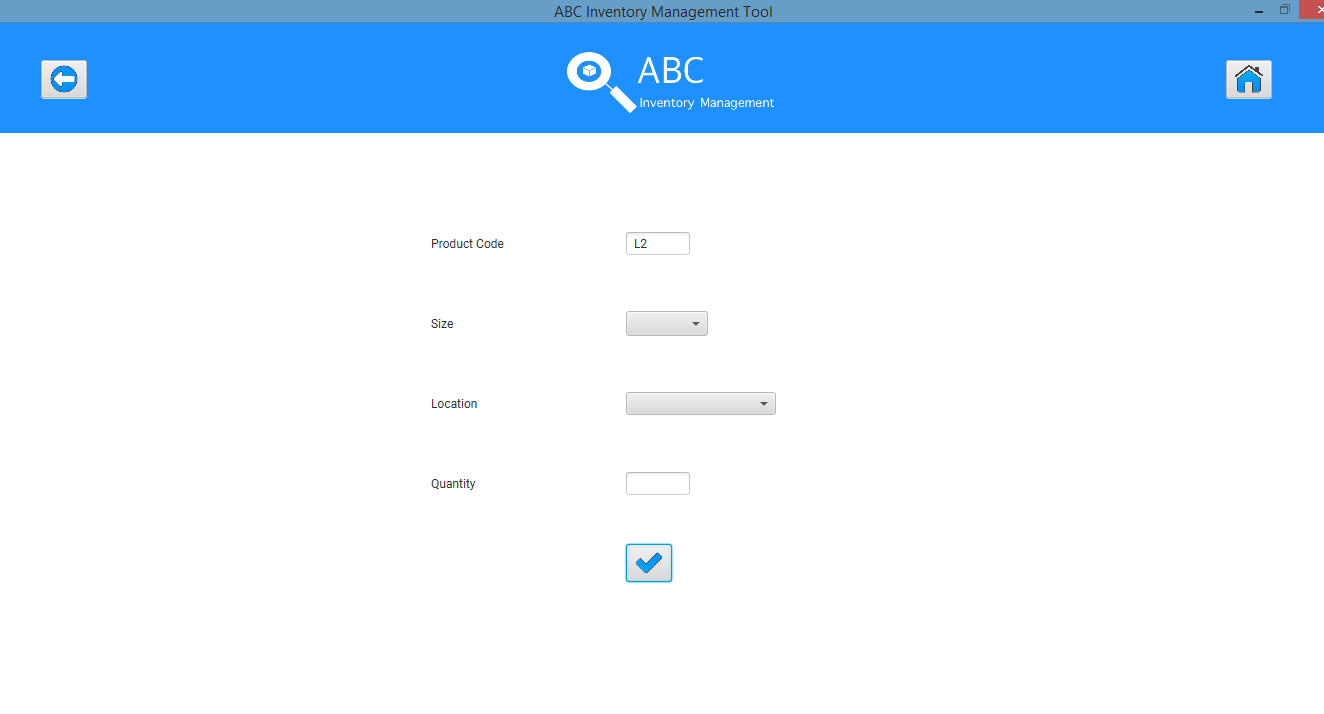 ABC Inventory Management Tool
ABC
Inventory Management
Product Code L2
Size
Location
Quantity